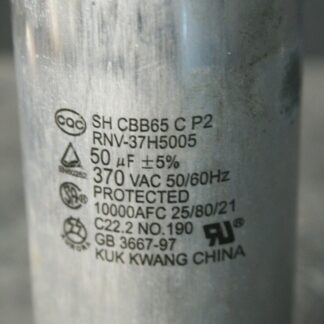 CQC SH CBB65 C P2
RNV-37H5005
50 µF ±5%
370 VAC 50/60Hz
PROTECTED
10000AFC 25/80/21
C22.2 NO.190
GB 3667-97
KUK KWANG CHINA